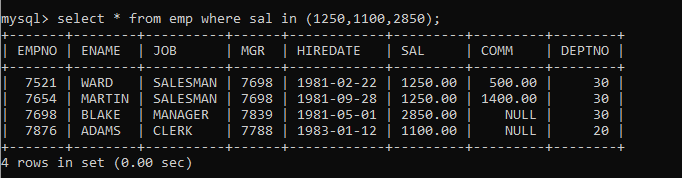 mysql> select * from emp where sal in (1250,1100,2850);
+-------+--------+----------+------+------------+---------+---------+--------+
| EMPNO | ENAME  | JOB      | MGR  | HIREDATE   | SAL     | COMM    | DEPTNO |
+-------+--------+----------+------+------------+---------+---------+--------+
|  7521 | WARD   | SALESMAN | 7698 | 1981-02-22 | 1250.00 |  500.00 |     30 |
|  7654 | MARTIN | SALESMAN | 7698 | 1981-09-28 | 1250.00 | 1400.00 |     30 |
|  7698 | BLAKE  | MANAGER  | 7839 | 1981-05-01 | 2850.00 |    NULL |     30 |
|  7876 | ADAMS  | CLERK    | 7788 | 1983-01-12 | 1100.00 |    NULL |     20 |
+-------+--------+----------+------+------------+---------+---------+--------+
4 rows in set (0.00 sec)